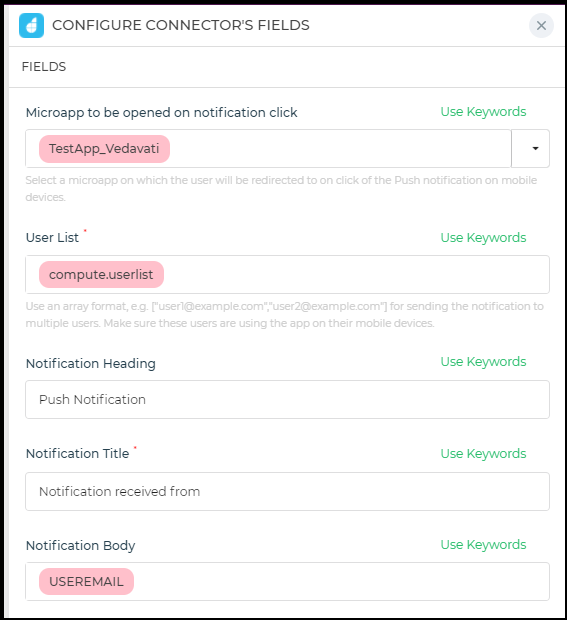 CONFIGURE CONNECTOR'S FIELDS
FIELDS
Microapp to be opened on notification click
Use Keywords
TestApp_Vedavati
Select a microapp on which the user will be redirected to on click of the Push notification on mobile
devices.
User List *
Use Keywords
compute.userlist
Use an array format, e.g. ["user1@example.com","user2@example.com"] for sending the notification to
multiple users. Make sure these users are using the app on their mobile devices.
Notification Heading
Use Keywords
Push Notification
Notification Title *
Use Keywords
Notification received from
Notification Body
Use Keywords
USEREMAIL